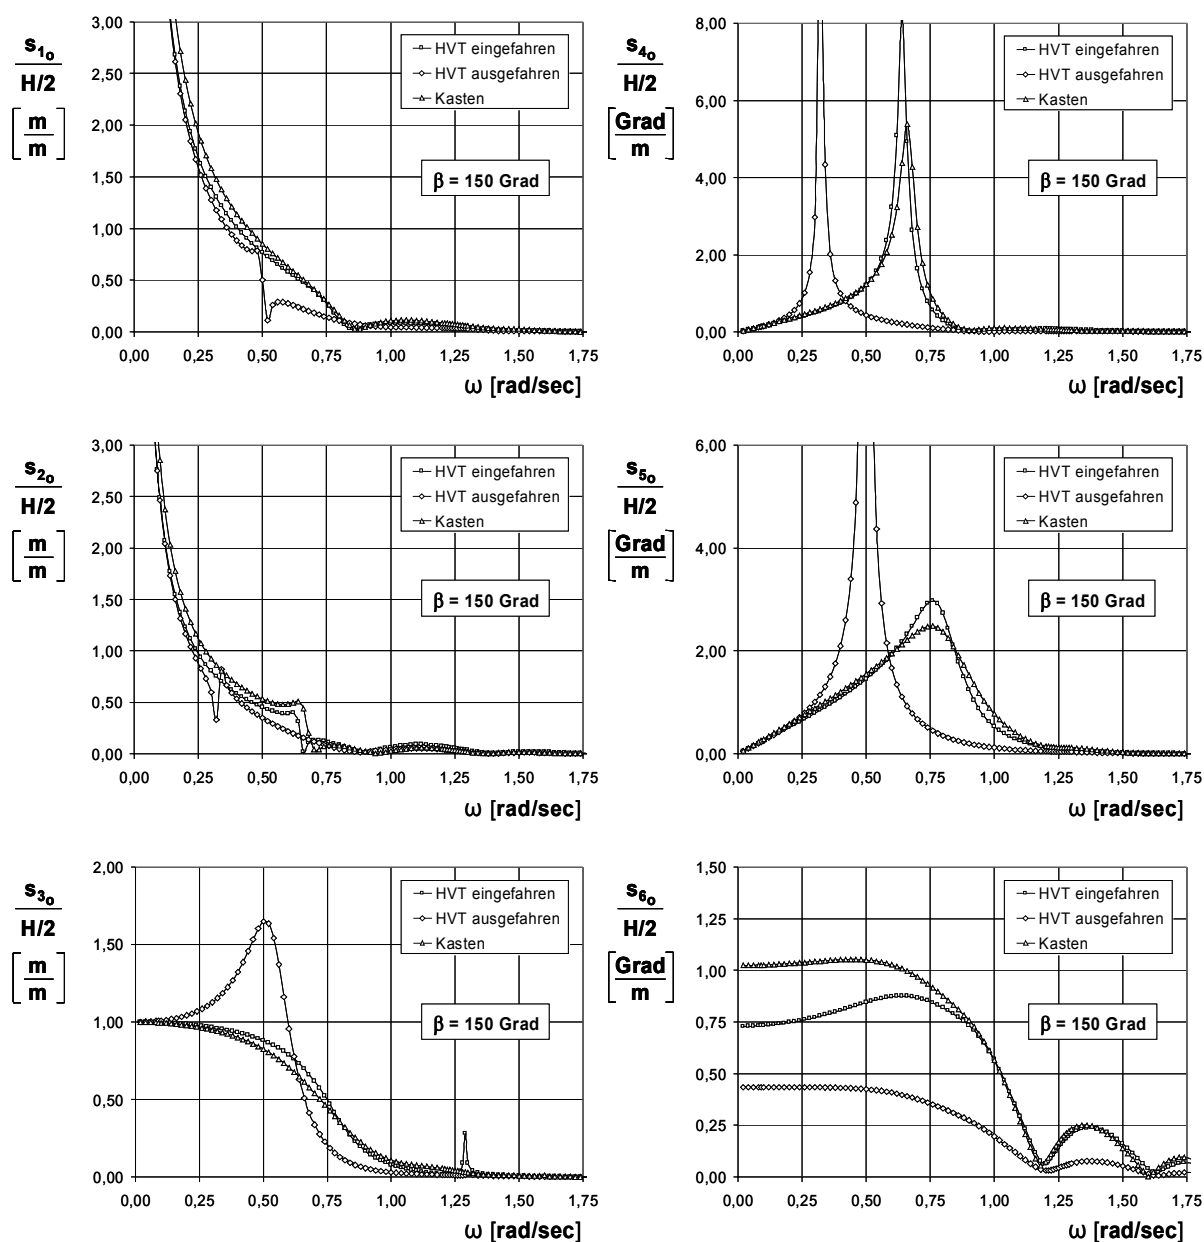 s1o
H/2
[m/m]
3,00
2,50
2,00
1,50
1,00
0,50
0,00
HVT eingefahren
HVT ausgefahren
Kasten
β = 150 Grad
0,00 0,25 0,50 0,75 1,00 1,25 1,50 1,75
ω [rad/sec]
s4o
H/2
[Grad/m]
8,00
6,00
4,00
2,00
0,00
HVT eingefahren
HVT ausgefahren
Kasten
β = 150 Grad
0,00 0,25 0,50 0,75 1,00 1,25 1,50 1,75
ω [rad/sec]
s2o
H/2
[m/m]
3,00
2,50
2,00
1,50
1,00
0,50
0,00
HVT eingefahren
HVT ausgefahren
Kasten
β = 150 Grad
0,00 0,25 0,50 0,75 1,00 1,25 1,50 1,75
ω [rad/sec]
s5o
H/2
[Grad/m]
6,00
4,00
2,00
0,00
HVT eingefahren
HVT ausgefahren
Kasten
β = 150 Grad
0,00 0,25 0,50 0,75 1,00 1,25 1,50 1,75
ω [rad/sec]
s3o
H/2
[m/m]
2,00
1,50
1,00
0,50
0,00
HVT eingefahren
HVT ausgefahren
Kasten
β = 150 Grad
0,00 0,25 0,50 0,75 1,00 1,25 1,50 1,75
ω [rad/sec]
s6o
H/2
[Grad/m]
1,50
1,25
1,00
0,75
0,50
0,25
0,00
HVT eingefahren
HVT ausgefahren
Kasten
β = 150 Grad
0,00 0,25 0,50 0,75 1,00 1,25 1,50 1,75
ω [rad/sec]